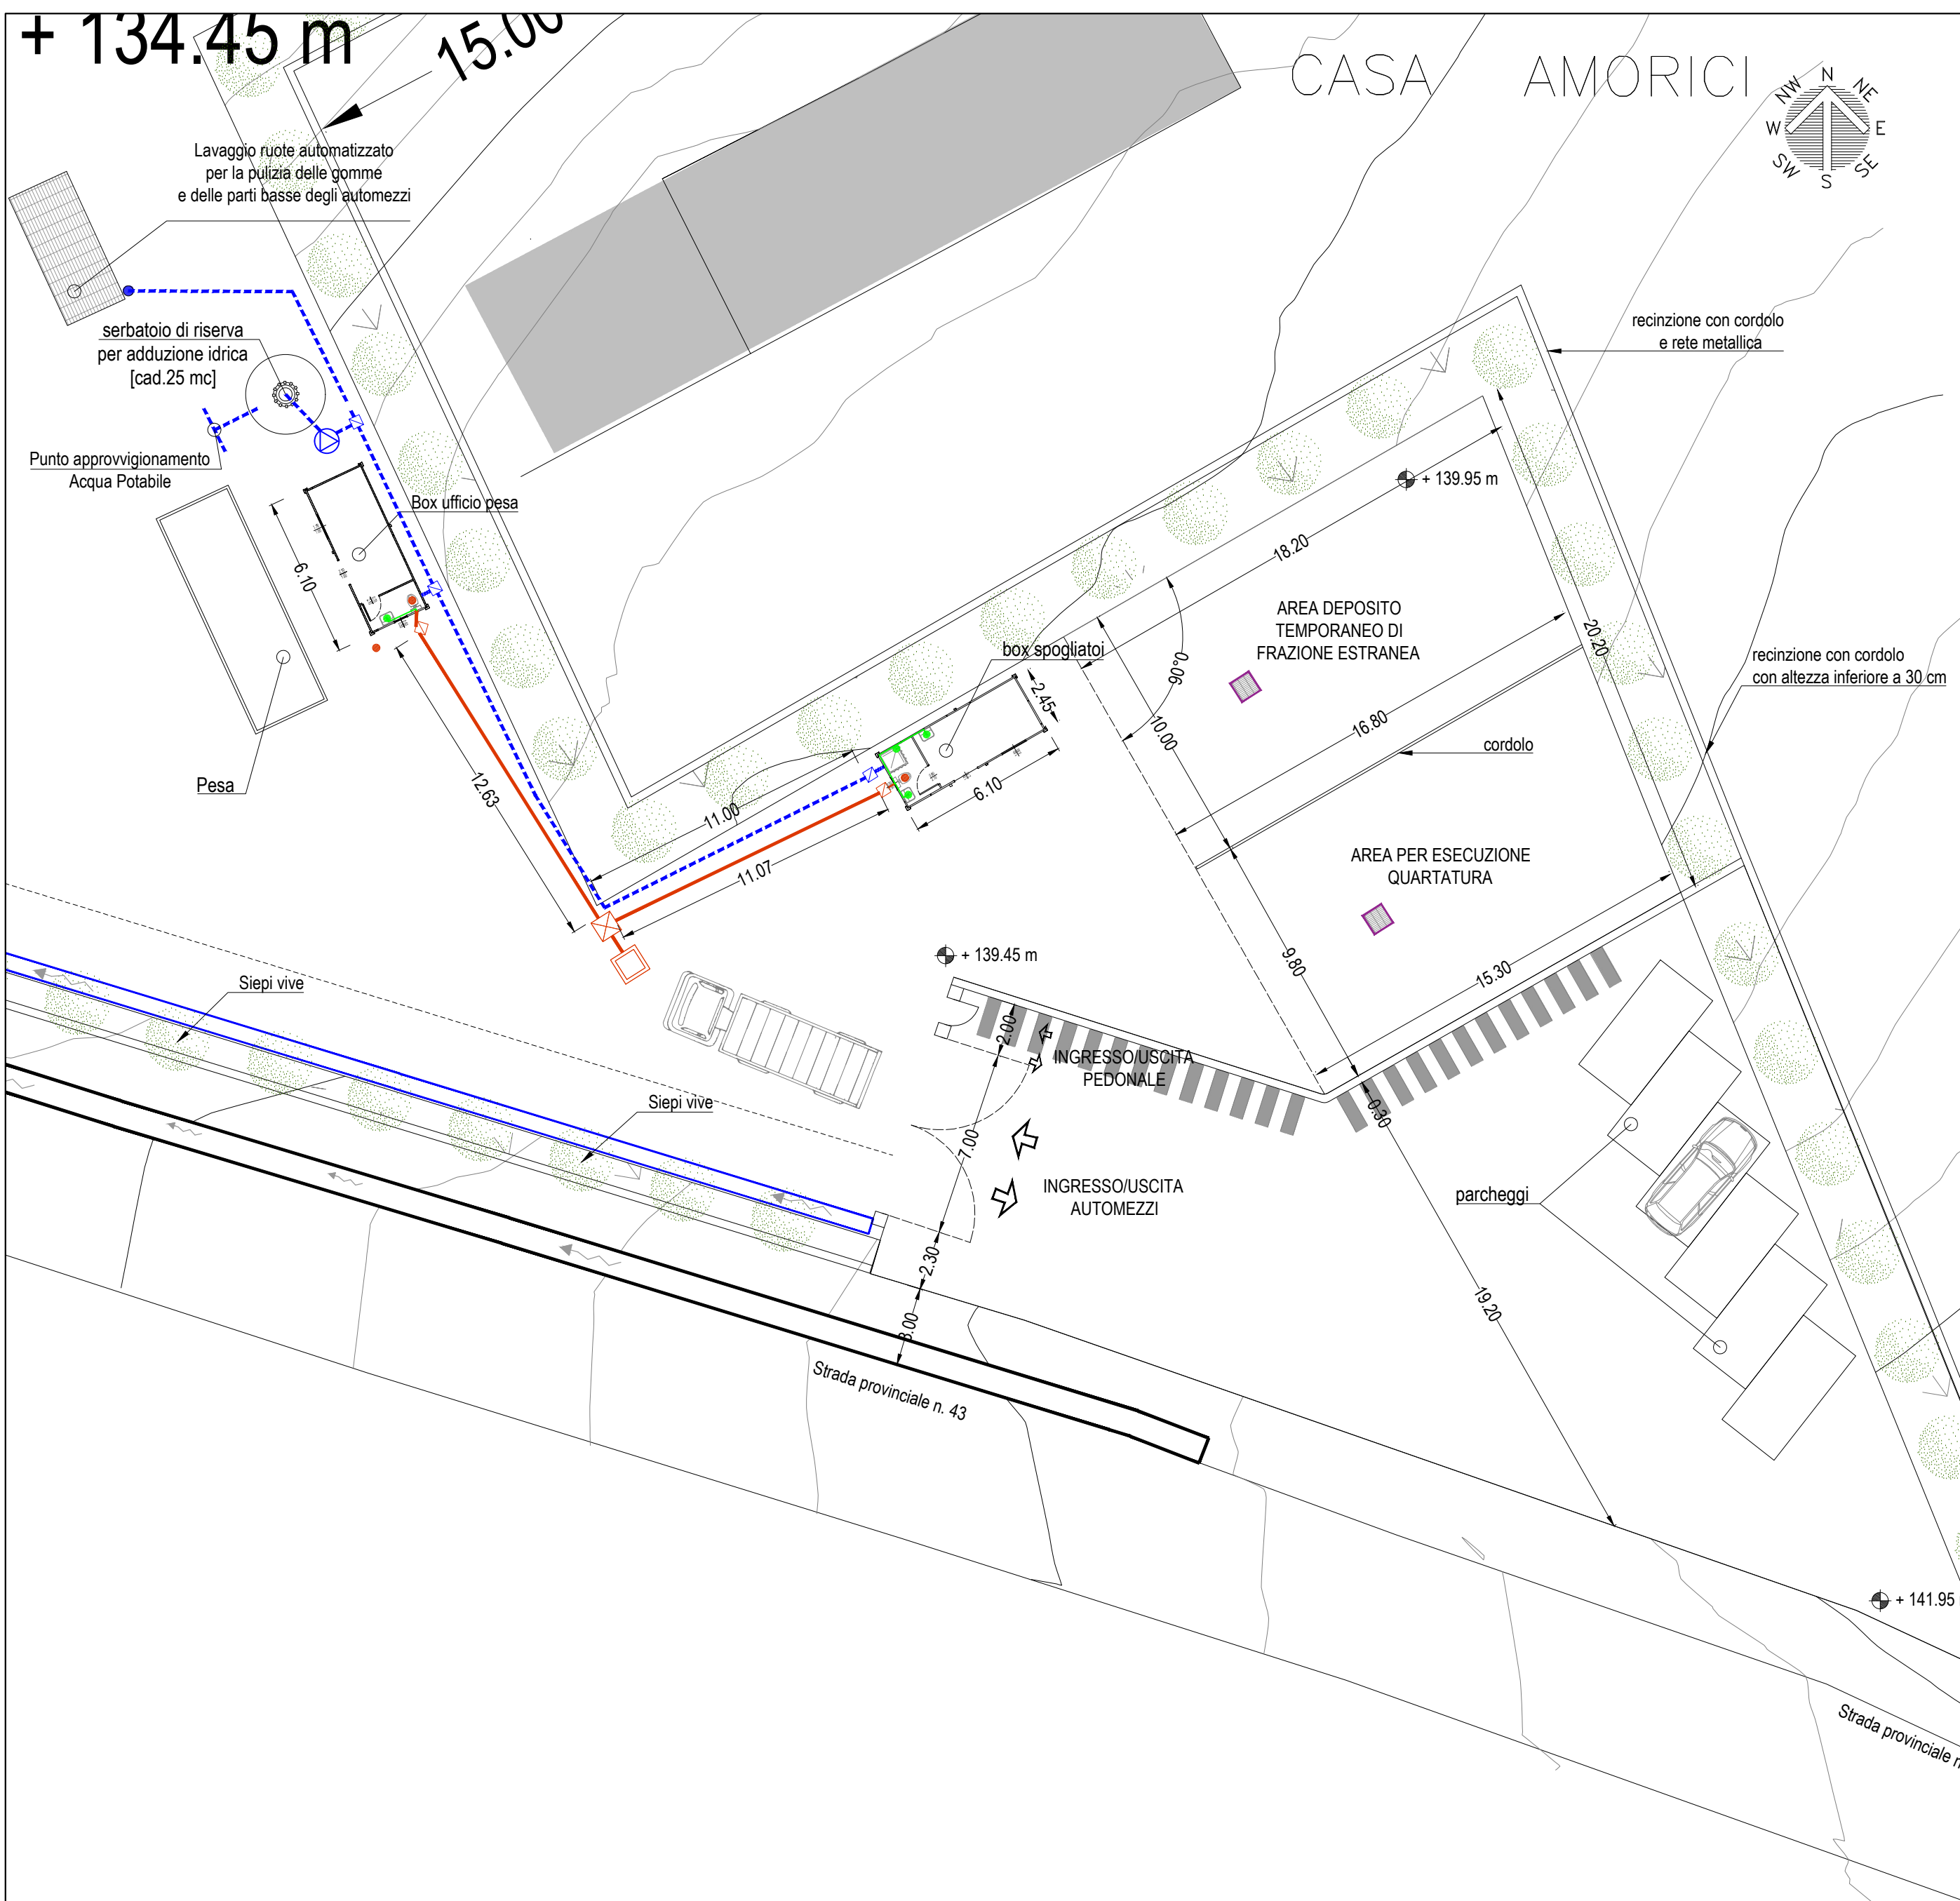 + 134.45 m
15.00
CASA AMORICI
N
NW
NE
W
E
SW
SE
S
Lavaggio ruote automatizzato
per la pulizia delle gomme
e delle parti basse degli automezzi
serbatoio di riserva
per adduzione idrica
[cad.25 mc]
Punto approvvigionamento
Acqua Potabile
Box ufficio pesa
6.10
Pesa
12.63
recinzione con cordolo
e rete metallica
+ 139.95 m
18.20
AREA DEPOSITO
TEMPORANEO DI
FRAZIONE ESTRANEA
20.20
90°0
box spogliatoi
2.45
recinzione con cordolo
con altezza inferiore a 30 cm
10.00
16.80
cordolo
6.10
11.00
11.07
AREA PER ESECUZIONE
QUARTATURA
+ 139.45 m
9.80
15.30
Siepi vive
2.00
INGRESSO/USCITA
PEDONALE
Siepi vive
0.30
7.00
INGRESSO/USCITA
AUTOMEZZI
parcheggi
2.30
3.00
19.20
Strada provinciale n. 43
+ 141.95
Strada provinciale